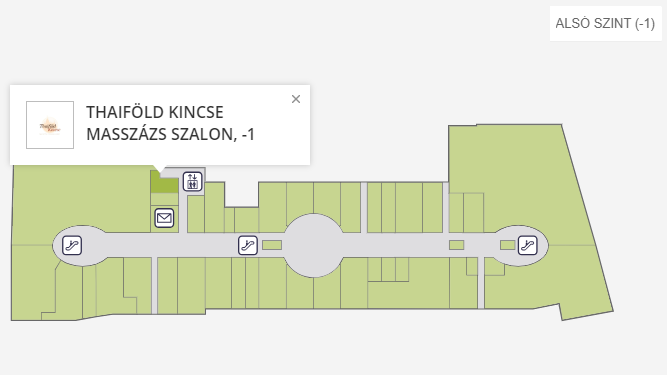 ALSÓ SZINT (-1)
THAIFÖLD KINCSE
MASSZÁZS SZALON, -1